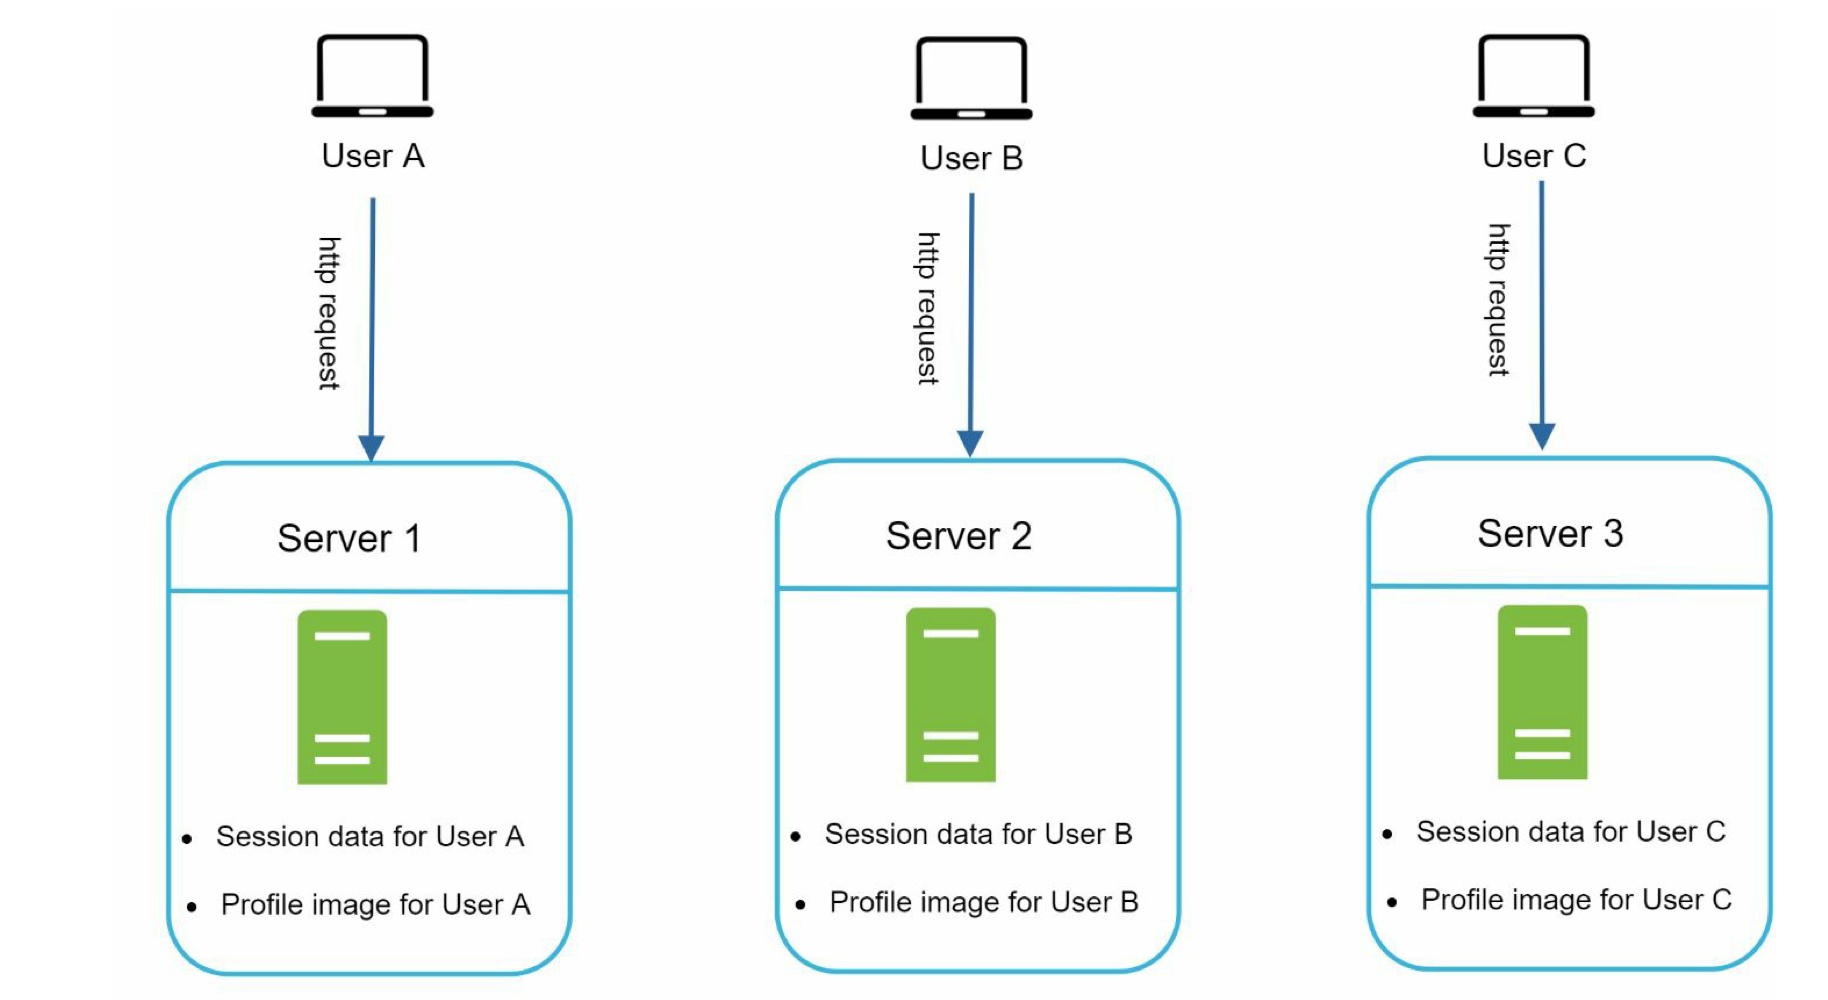 User A
User B
User C
http request
http request
http request
Server 1
Server 2
Server 3
Session data for User A
Profile image for User A
Session data for User B
Profile image for User B
Session data for User C
Profile image for User C